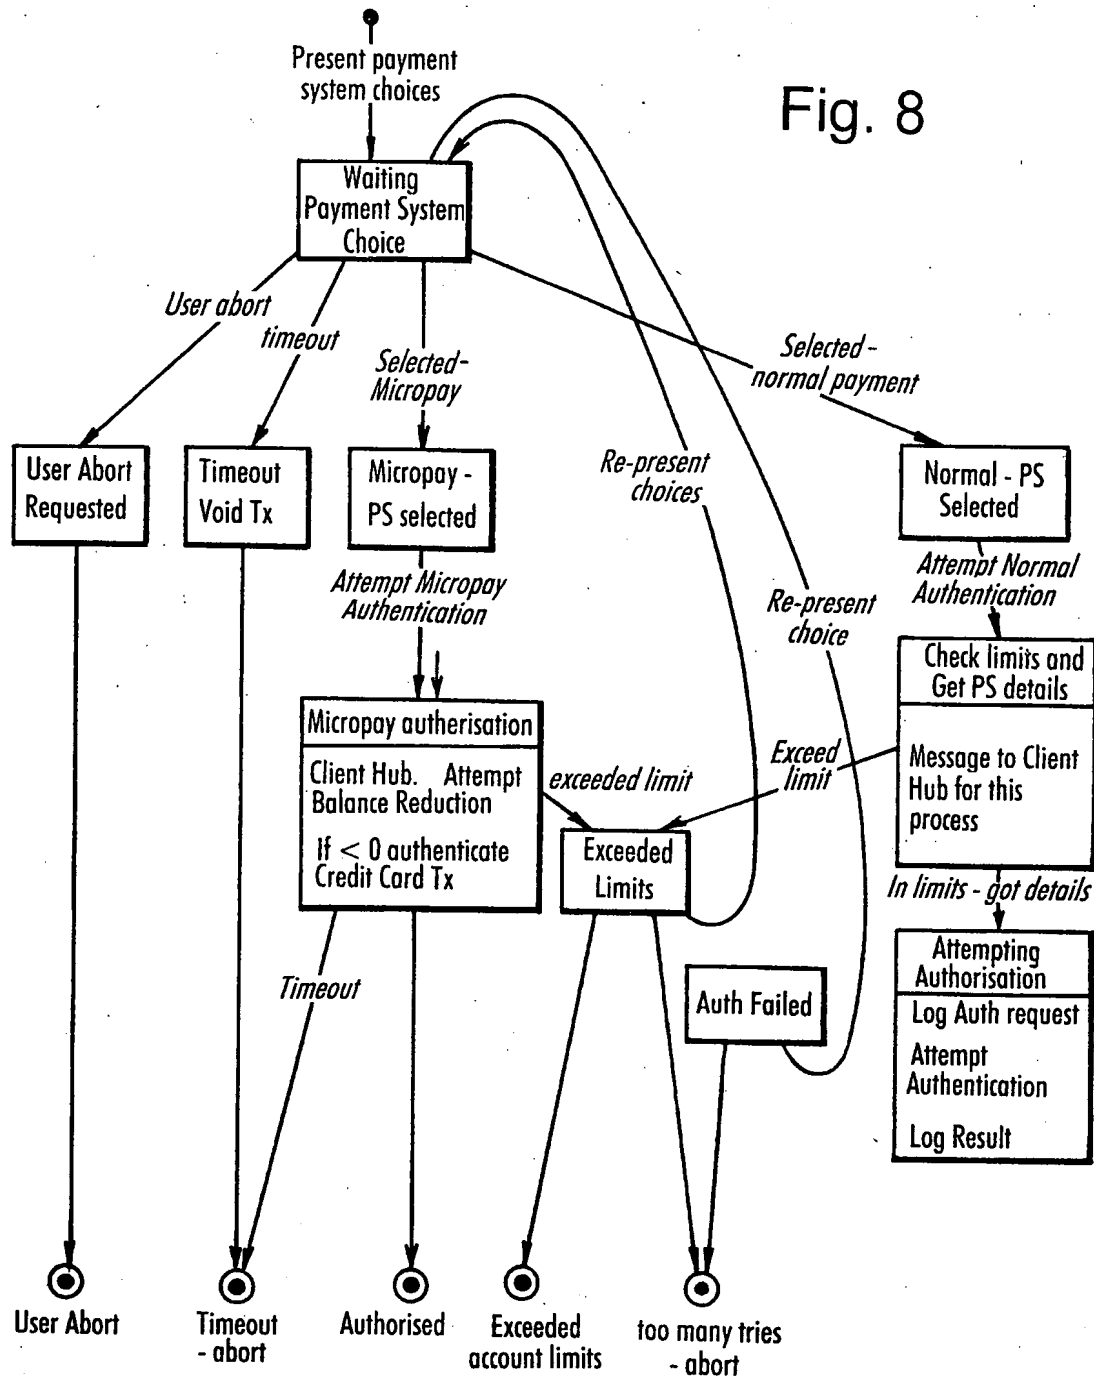 Present payment
system choices
Fig. 8
Waiting
Payment System
Choice
User abort
timeout
Selected-
Micropay
Selected-
normal payment
User Abort
Requested
Timeout
Void Tx
Micropay -
PS selected
Re-present
choices
Normal - PS
Selected
Attempt Micropay
Authentication
Re-present
choice
Attempt Normal
Authentication
Check limits and
Get PS details
Message to Client
Hub for this
process
Micropay autherisation
Client Hub. Attempt
Balance Reduction
If < 0 authenticate
Credit Card Tx
exceeded limit
Exceed
limit
Exceeded
Limits
In limits - got details
Attempting
Authorisation
Log Auth request
Attempt
Authentication
Log Result
Timeout
Auth Failed
User Abort
Timeout
- abort
Authorised
Exceeded
account limits
too many tries
- abort